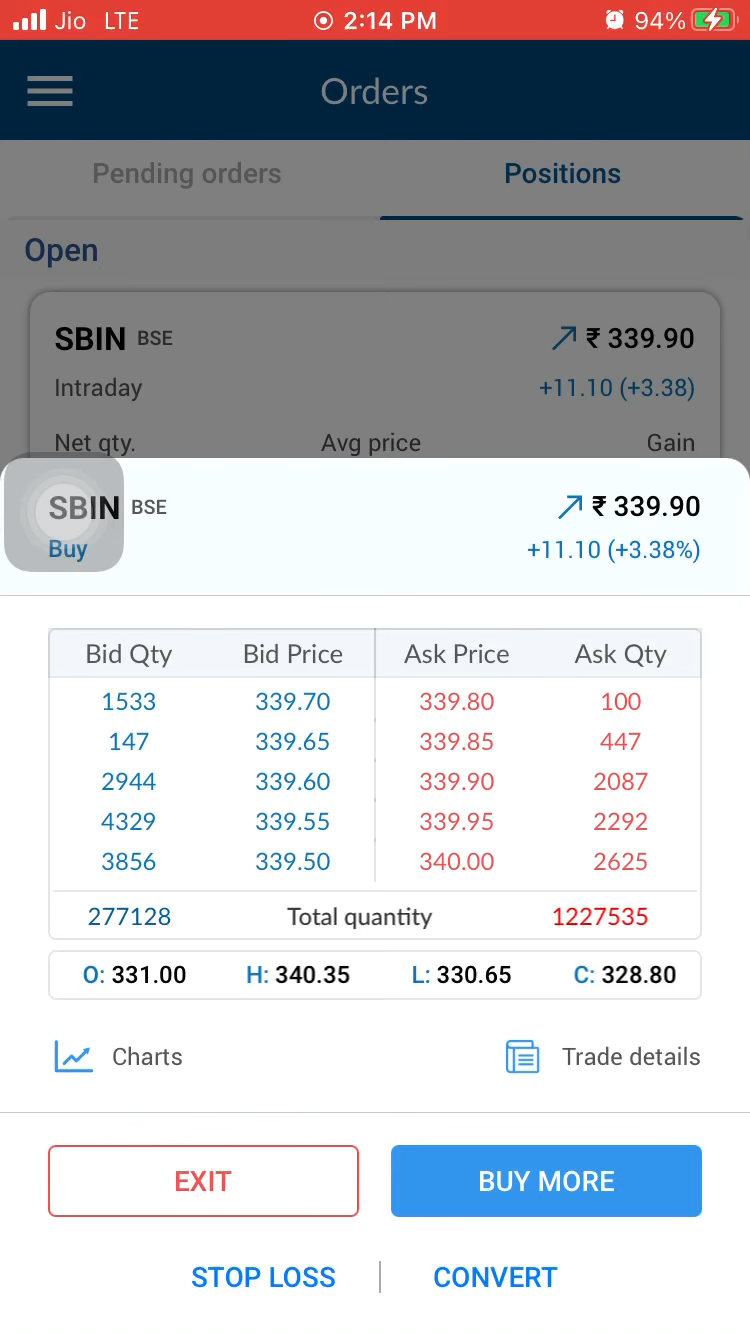 Jio LTE 2:14 PM 94%
Orders
Pending orders Positions
Open
SBIN BSE ₹ 339.90
Intraday +11.10 (+3.38)
Net qty. Avg price Gain
SBIN BSE ₹ 339.90
Buy +11.10 (+3.38%)
Bid Qty Bid Price Ask Price Ask Qty
1533 339.70 339.80 100
147 339.65 339.85 447
2944 339.60 339.90 2087
4329 339.55 339.95 2292
3856 339.50 340.00 2625
277128 Total quantity 1227535
O: 331.00 H: 340.35 L: 330.65 C: 328.80
Charts Trade details
EXIT BUY MORE
STOP LOSS CONVERT